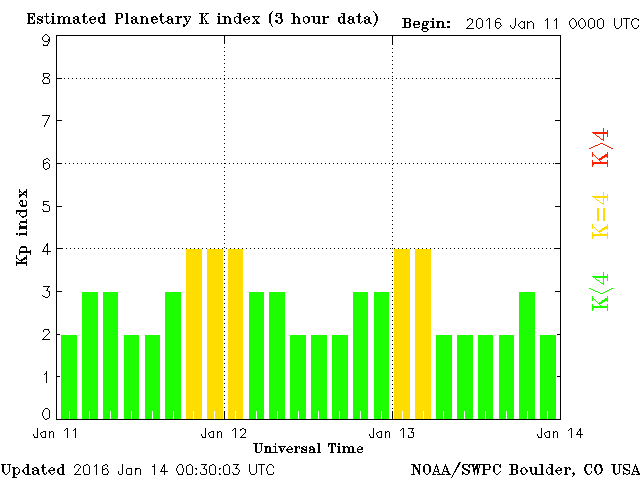 Estimated Planetary K index (3 hour data) Begin: 2016 Jan 11 0000 UTC
9
8
7
6
5
4
3
2
1
0
Kp index
K>4
K=4
K<4
Jan 11 Jan 12 Jan 13 Jan 14
Universal Time
Updated 2016 Jan 14 00:30:03 UTC NOAA/SWPC Boulder, CO USA